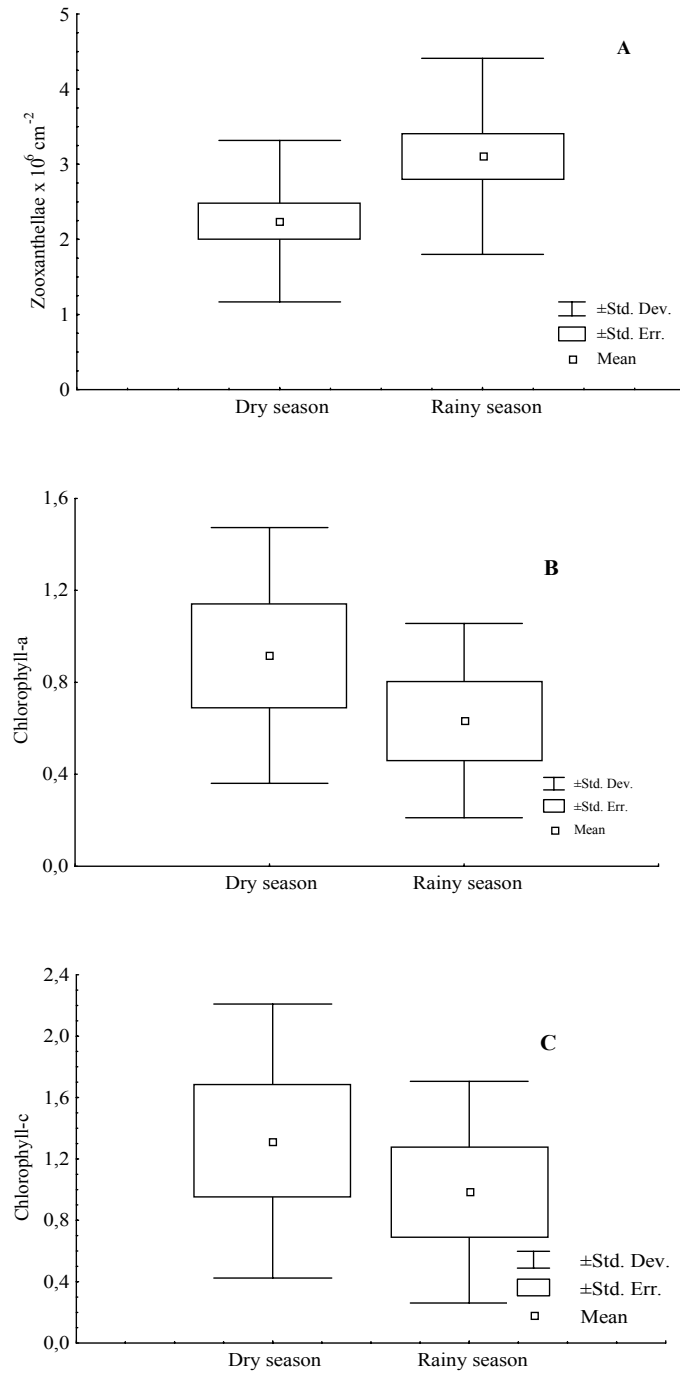 5
A
4
Zooxanthellae x 10⁶ cm⁻²
3
2
1
±Std. Dev.
±Std. Err.
Mean
0
Dry season Rainy season
1,6
B
1,2
Chlorophyll-a
0,8
0,4
±Std. Dev.
±Std. Err.
Mean
0,0
Dry season Rainy season
2,4
2,0
C
1,6
Chlorophyll-c
1,2
0,8
±Std. Dev.
0,4
±Std. Err.
Mean
0,0
Dry season Rainy season